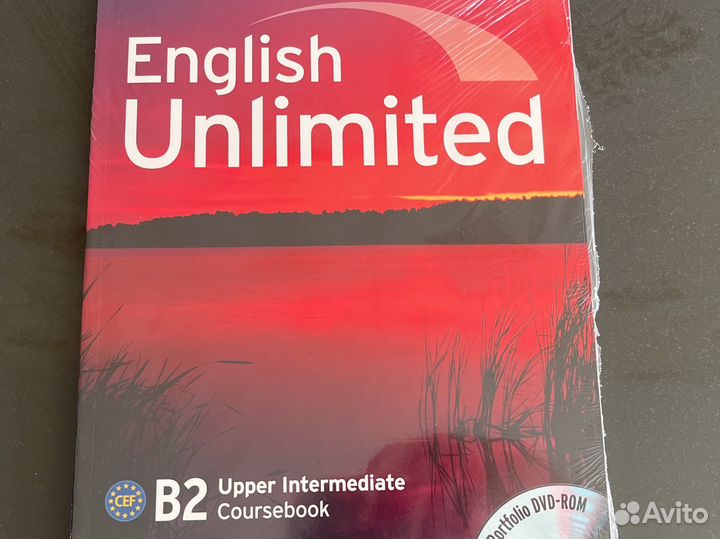 English
Unlimited
CEF
B2 Upper Intermediate
Coursebook
Portfolio DVD-ROM
Avito